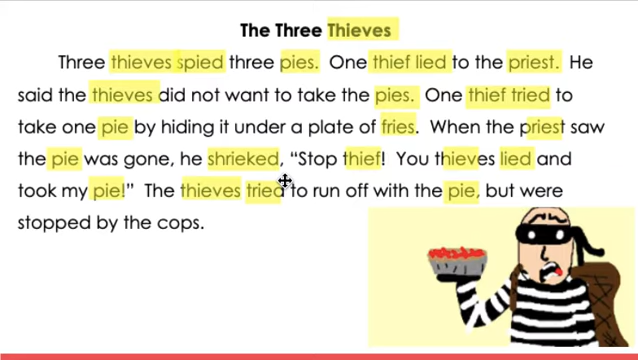 The Three Thieves
Three thieves spied three pies. One thief lied to the priest. He
said the thieves did not want to take the pies. One thief tried to
take one pie by hiding it under a plate of fries. When the priest saw
the pie was gone, he shrieked, “Stop thief! You thieves lied and
took my pie!” The thieves tried to run off with the pie, but were
stopped by the cops.